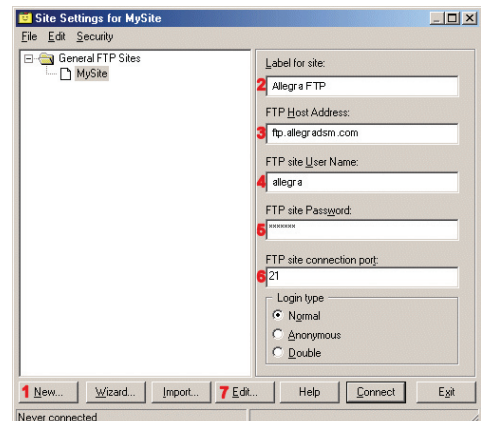 Site Settings for MySite
File Edit Security
General FTP Sites
MySite
Label for site:
2 Allegra FTP
FTP Host Address:
3 ftp.allegradsm.com
FTP site User Name:
4 allegra
FTP site Password:
5 *******
FTP site connection port:
6 21
Login type
Normal
Anonymous
Double
1 New... Wizard... Import... 7 Edit... Help Connect Exit
Never connected